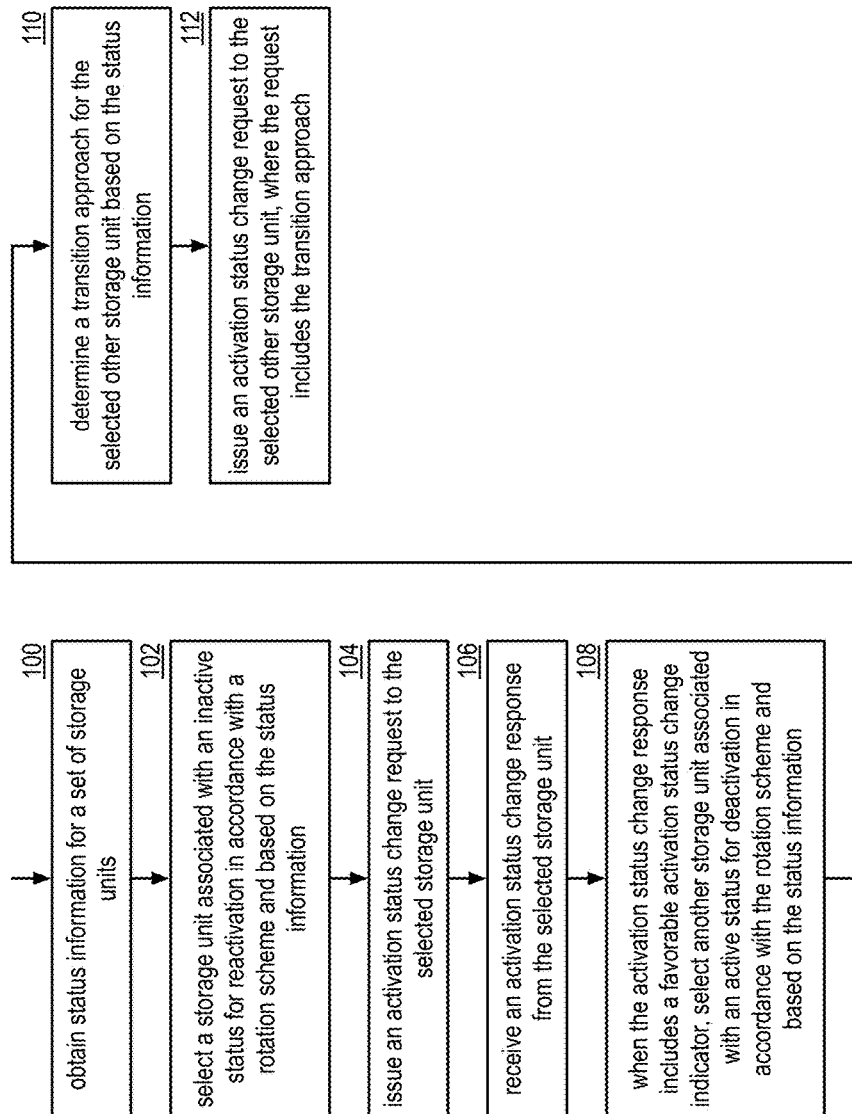 100
obtain status information for a set of storage
units
102
select a storage unit associated with an inactive
status for reactivation in accordance with a
rotation scheme and based on the status
information
104
issue an activation status change request to the
selected storage unit
106
receive an activation status change response
from the selected storage unit
108
when the activation status change response
includes a favorable activation status change
indicator, select another storage unit associated
with an active status for deactivation in
accordance with the rotation scheme and
based on the status information
110
determine a transition approach for the
selected other storage unit based on the status
information
112
issue an activation status change request to the
selected other storage unit, where the request
includes the transition approach